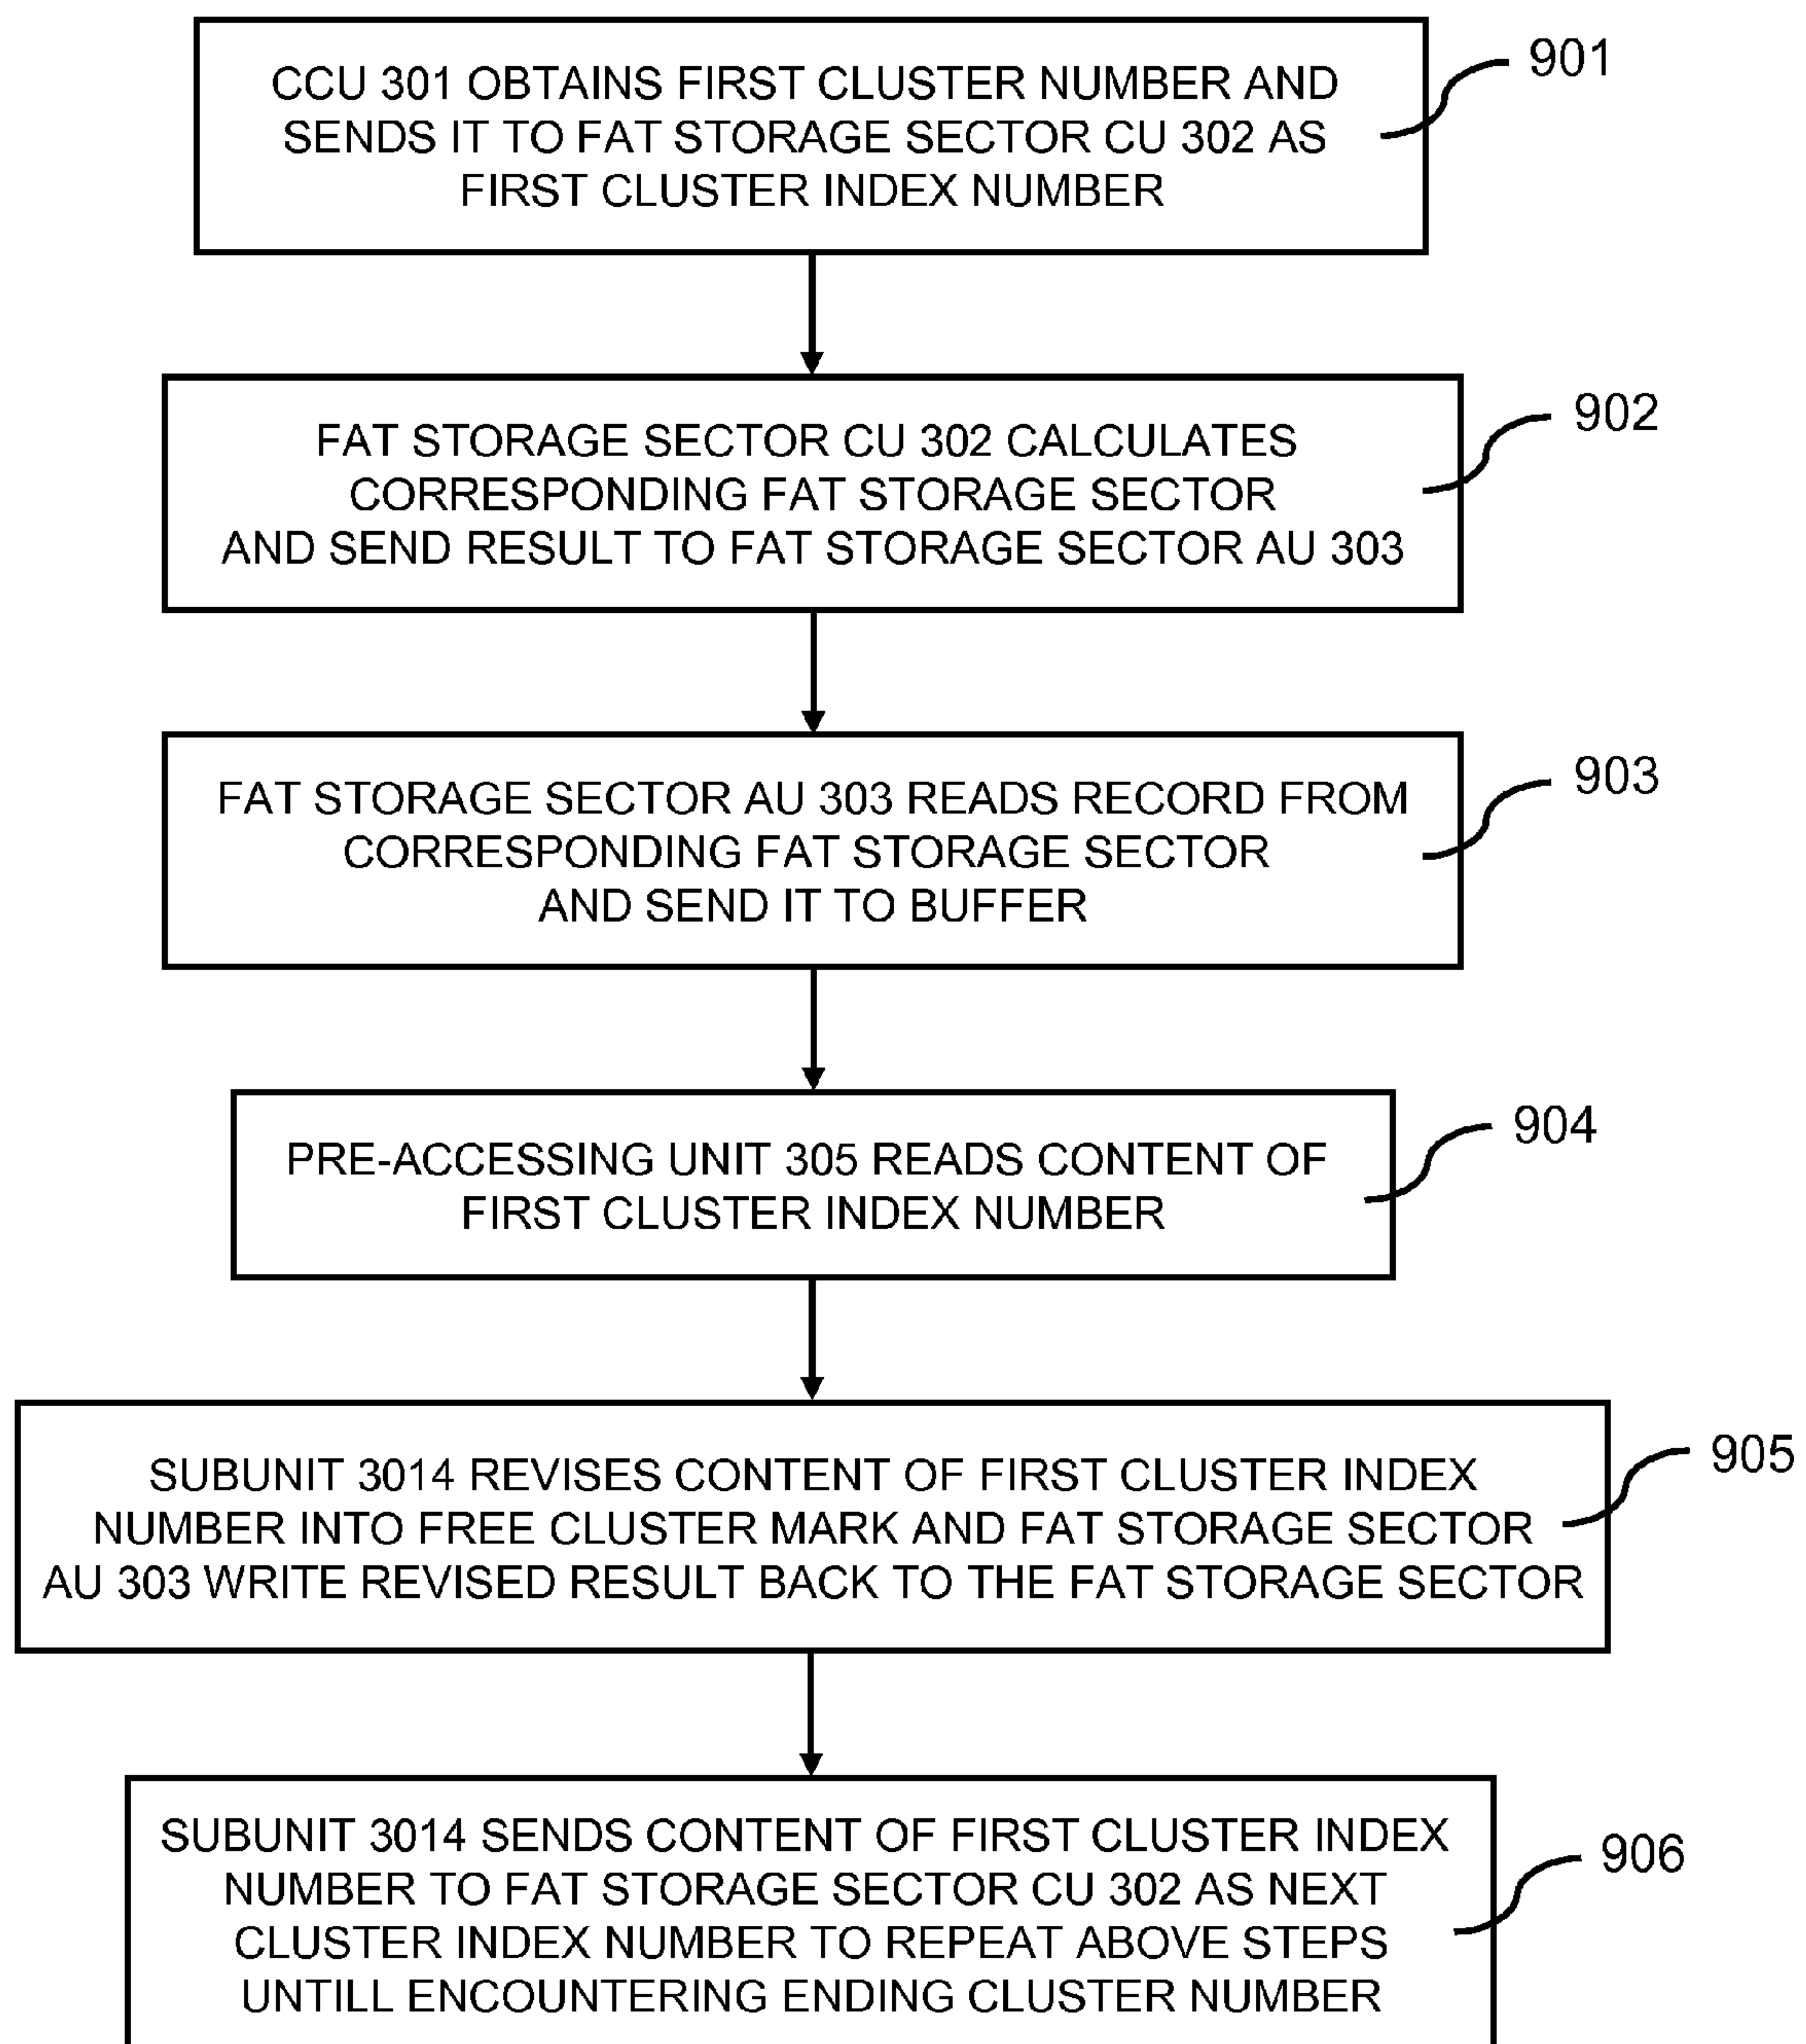 CCU 301 OBTAINS FIRST CLUSTER NUMBER AND
SENDS IT TO FAT STORAGE SECTOR CU 302 AS
FIRST CLUSTER INDEX NUMBER
901
FAT STORAGE SECTOR CU 302 CALCULATES
CORRESPONDING FAT STORAGE SECTOR
AND SEND RESULT TO FAT STORAGE SECTOR AU 303
902
FAT STORAGE SECTOR AU 303 READS RECORD FROM
CORRESPONDING FAT STORAGE SECTOR
AND SEND IT TO BUFFER
903
PRE-ACCESSING UNIT 305 READS CONTENT OF
FIRST CLUSTER INDEX NUMBER
904
SUBUNIT 3014 REVISES CONTENT OF FIRST CLUSTER INDEX
NUMBER INTO FREE CLUSTER MARK AND FAT STORAGE SECTOR
AU 303 WRITE REVISED RESULT BACK TO THE FAT STORAGE SECTOR
905
SUBUNIT 3014 SENDS CONTENT OF FIRST CLUSTER INDEX
NUMBER TO FAT STORAGE SECTOR CU 302 AS NEXT
CLUSTER INDEX NUMBER TO REPEAT ABOVE STEPS
UNTILL ENCOUNTERING ENDING CLUSTER NUMBER
906